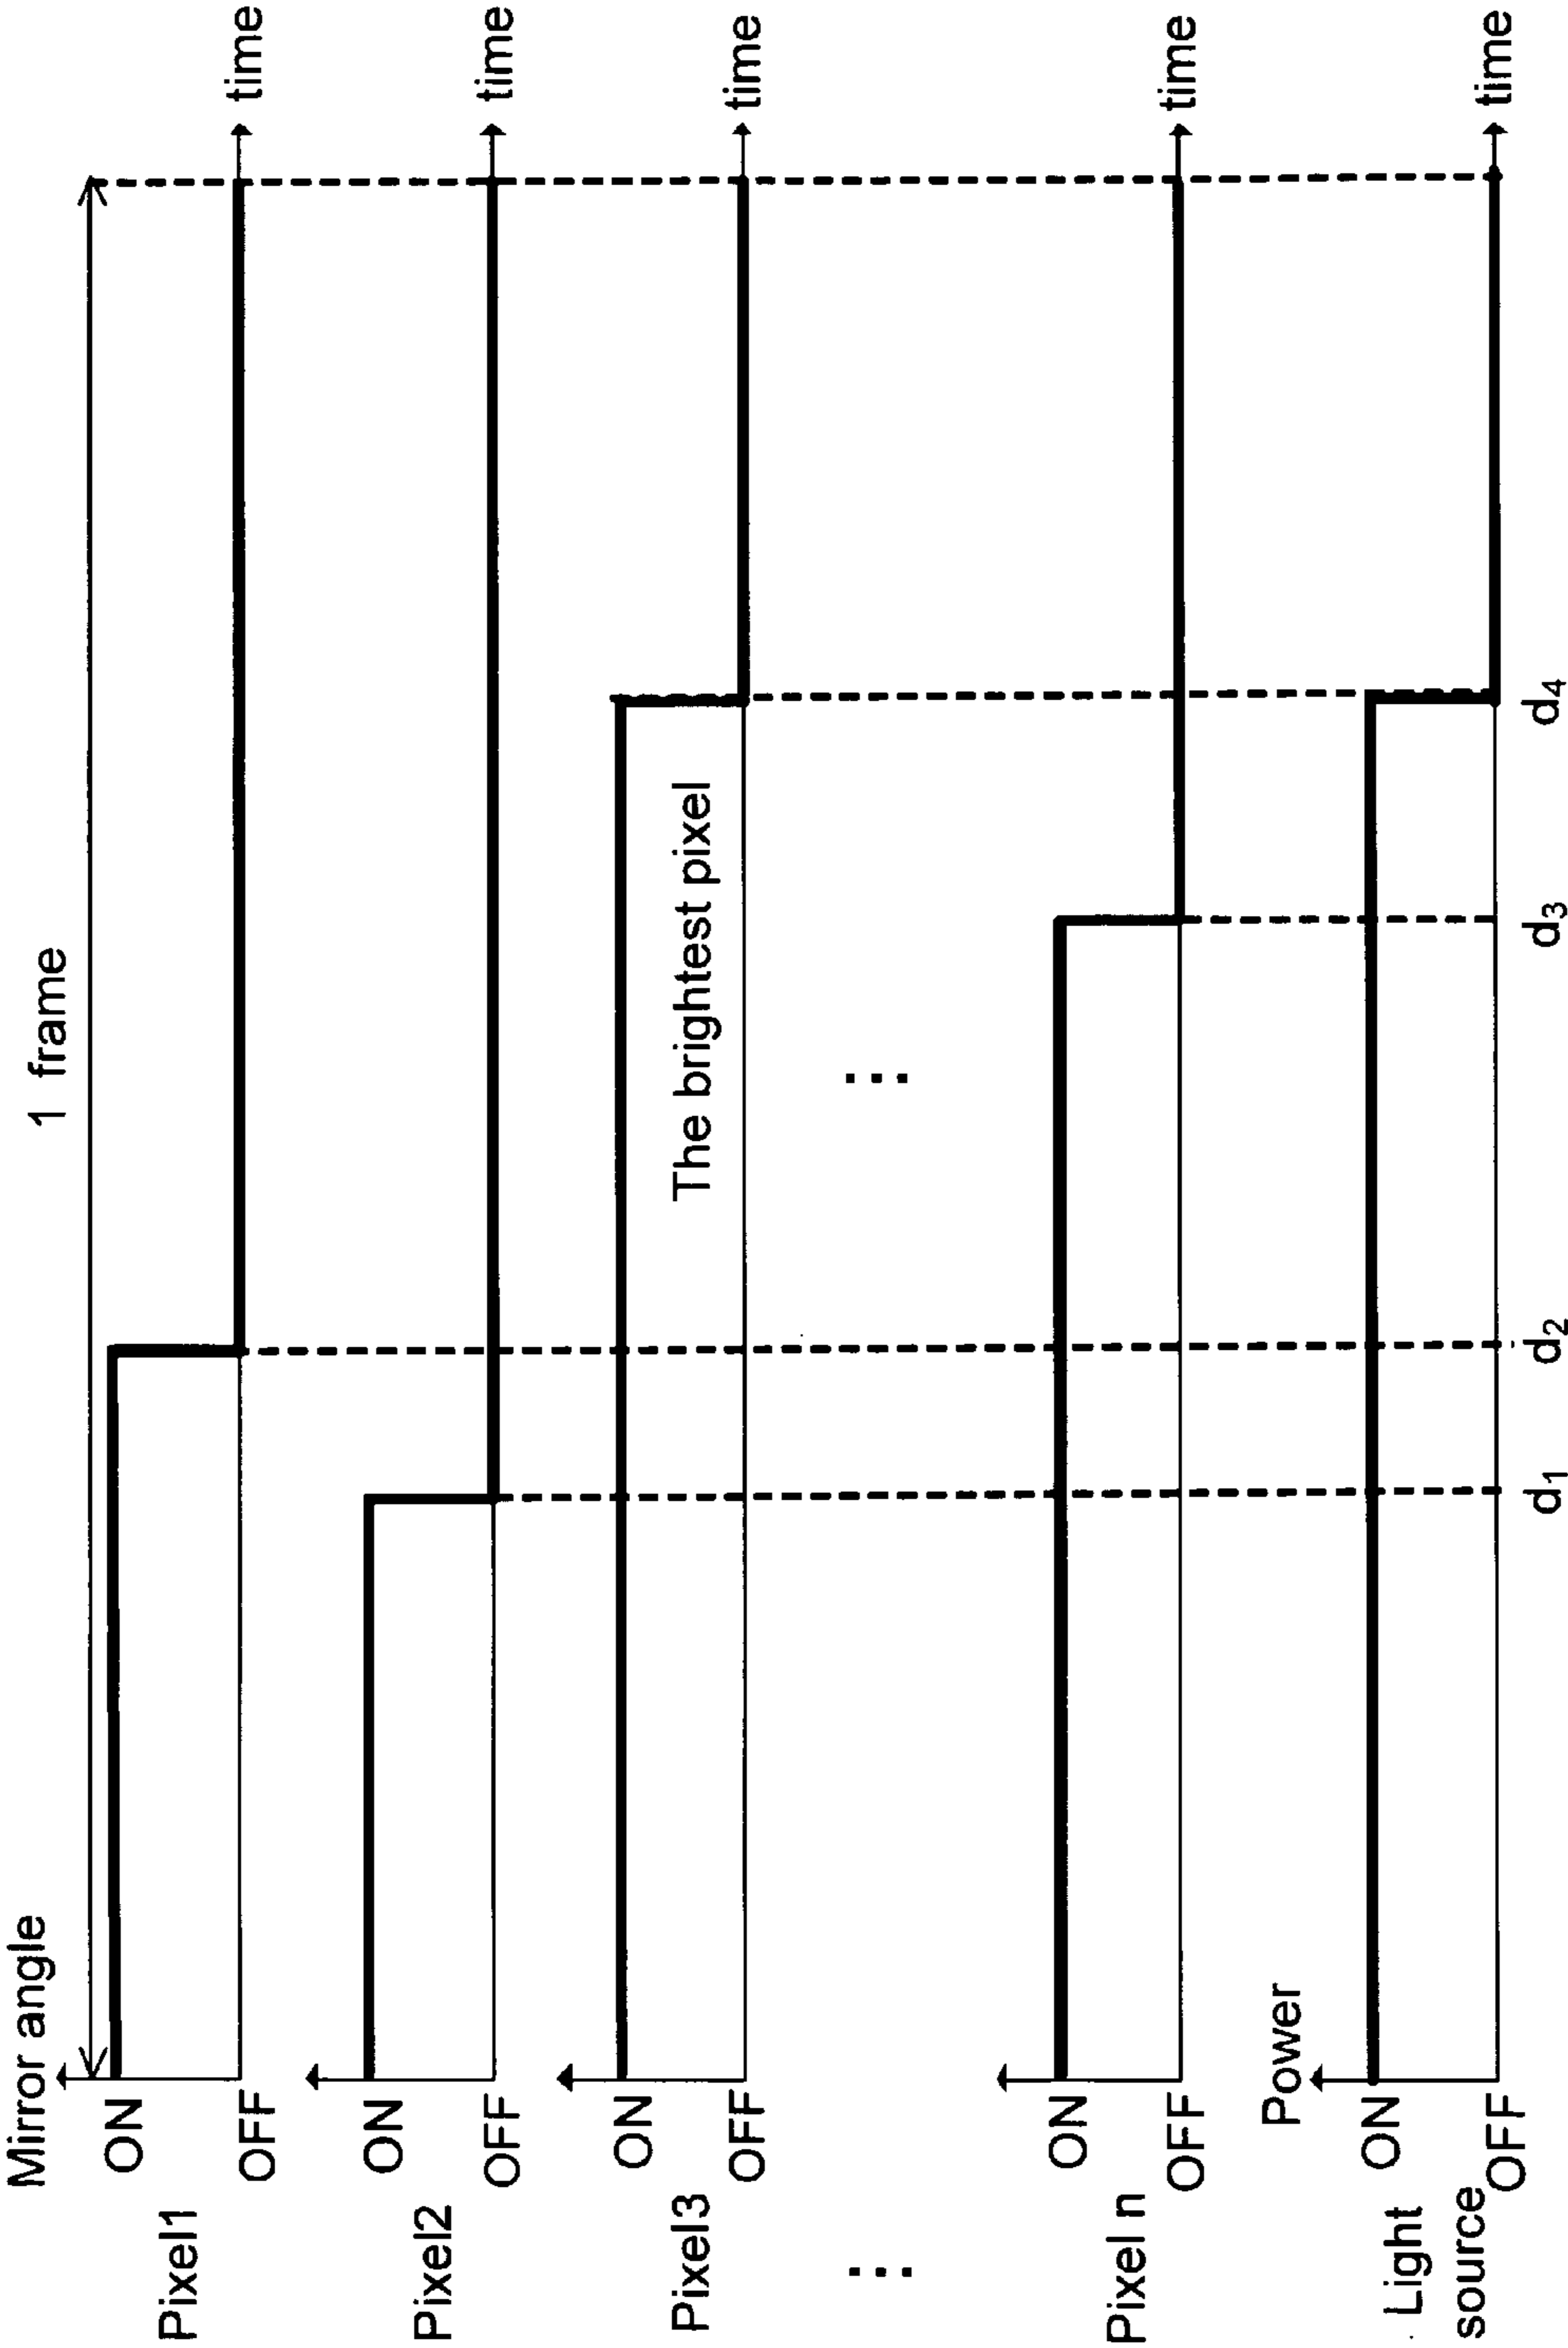 1 frame
Mirror angle
ON
OFF
time
Pixel1
ON
OFF
time
Pixel2
ON
OFF
time
Pixel3
The brightest pixel
...
...
ON
OFF
time
Pixel n
Power
ON
OFF
time
Light
source
d1
d2
d3
d4